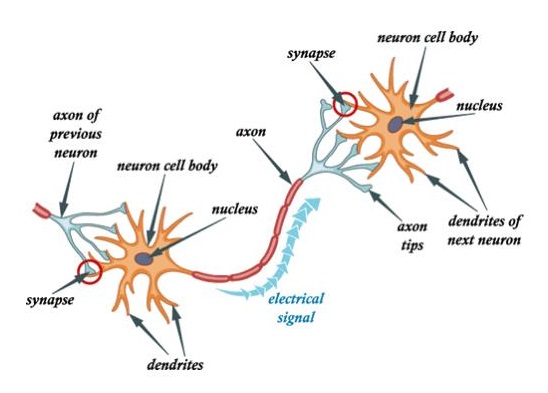 neuron cell body
synapse
nucleus
axon of
previous
neuron
axon
neuron cell body
nucleus
dendrites of
next neuron
axon
tips
synapse
electrical
signal
dendrites